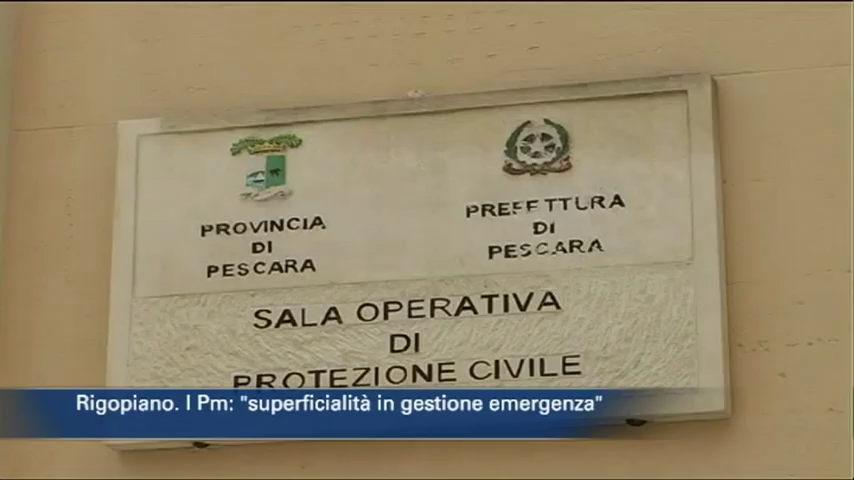 PROVINCIA
DI
PESCARA
PREFETTURA
DI
PESCARA
SALA OPERATIVA
DI
PROTEZIONE CIVILE
Rigopiano. I Pm: "superficialità in gestione emergenza"